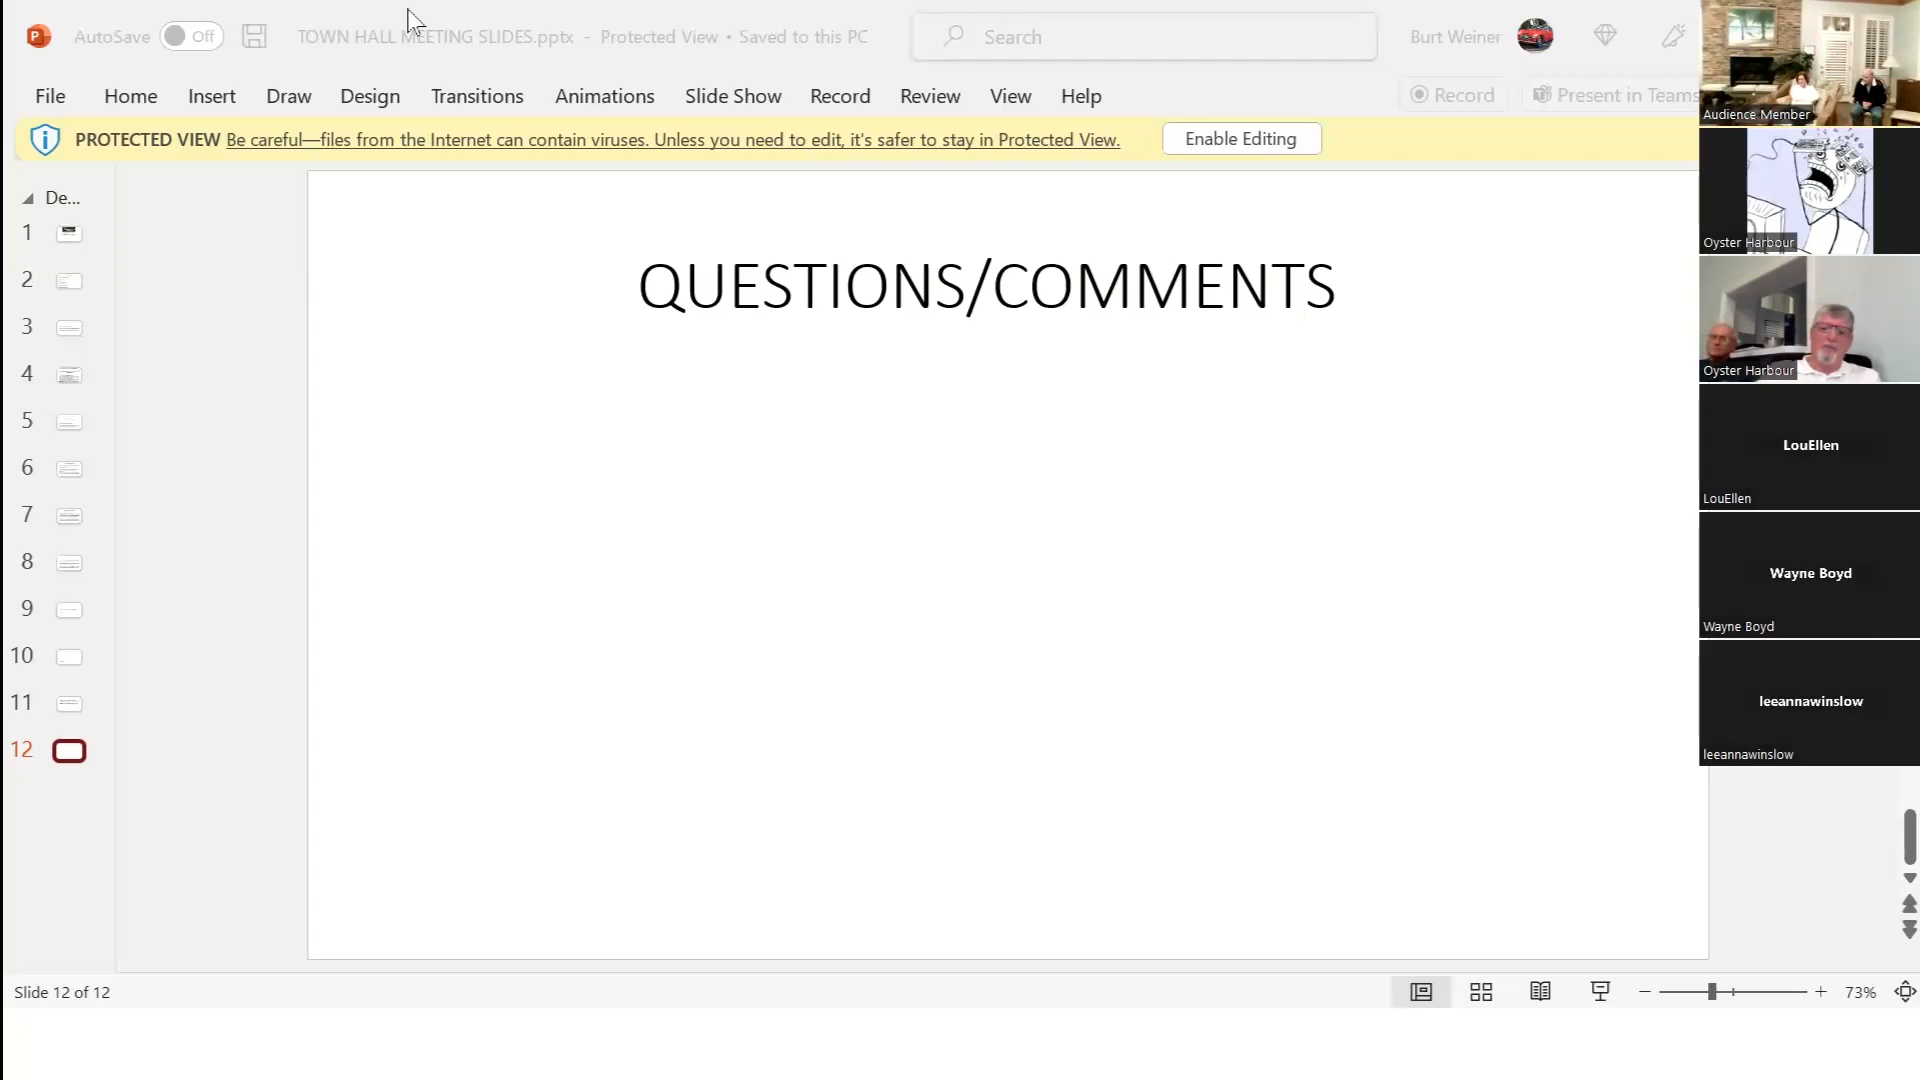 AutoSave Off TOWN HALL MEETING SLIDES.pptx - Protected View • Saved to this PC Search Burt Weiner
File Home Insert Draw Design Transitions Animations Slide Show Record Review View Help Record Present in Teams
PROTECTED VIEW Be careful—files from the Internet can contain viruses. Unless you need to edit, it's safer to stay in Protected View. Enable Editing
De...
1
2
3
4
5
6
7
8
9
10
11
12
QUESTIONS/COMMENTS
Audience Member
Oyster Harbour
Oyster Harbour
LouEllen
LouEllen
Wayne Boyd
Wayne Boyd
leeannawinslow
leeannawinslow
Slide 12 of 12 73%